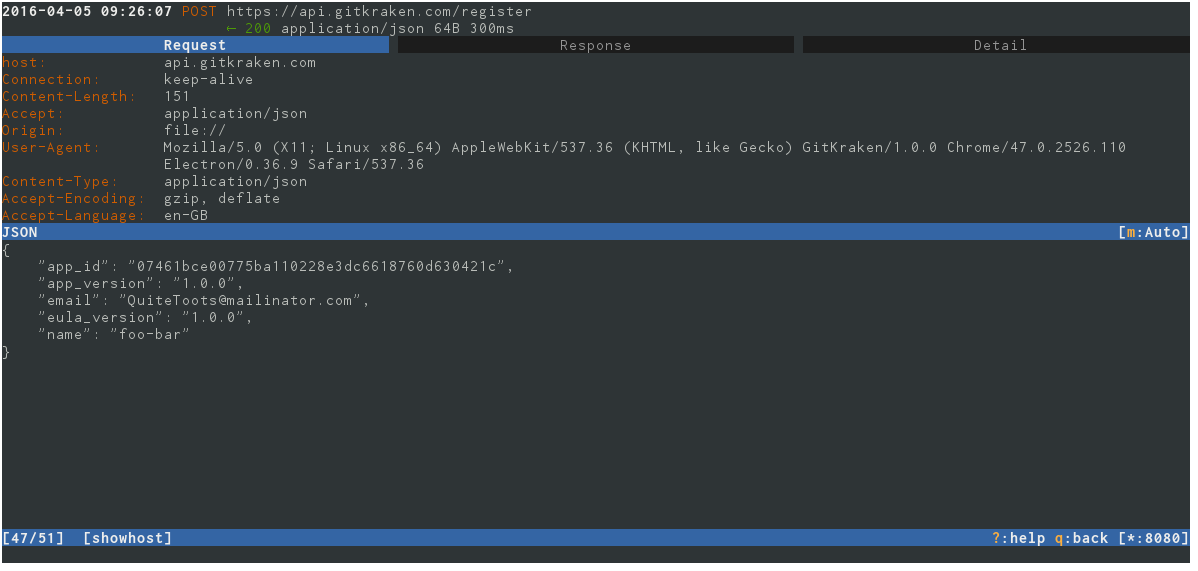 2016-04-05 09:26:07 POST https://api.gitkraken.com/register
← 200 application/json 64B 300ms
Request Response Detail
host: api.gitkraken.com
Connection: keep-alive
Content-Length: 151
Accept: application/json
Origin: file://
User-Agent: Mozilla/5.0 (X11; Linux x86_64) AppleWebKit/537.36 (KHTML, like Gecko) GitKraken/1.0.0 Chrome/47.0.2526.110
Electron/0.36.9 Safari/537.36
Content-Type: application/json
Accept-Encoding: gzip, deflate
Accept-Language: en-GB
JSON [m:Auto]
{
    "app_id": "07461bce00775ba110228e3dc6618760d630421c",
    "app_version": "1.0.0",
    "email": "QuiteToots@mailinator.com",
    "eula_version": "1.0.0",
    "name": "foo-bar"
}
[47/51] [showhost] ?:help q:back [*:8080]